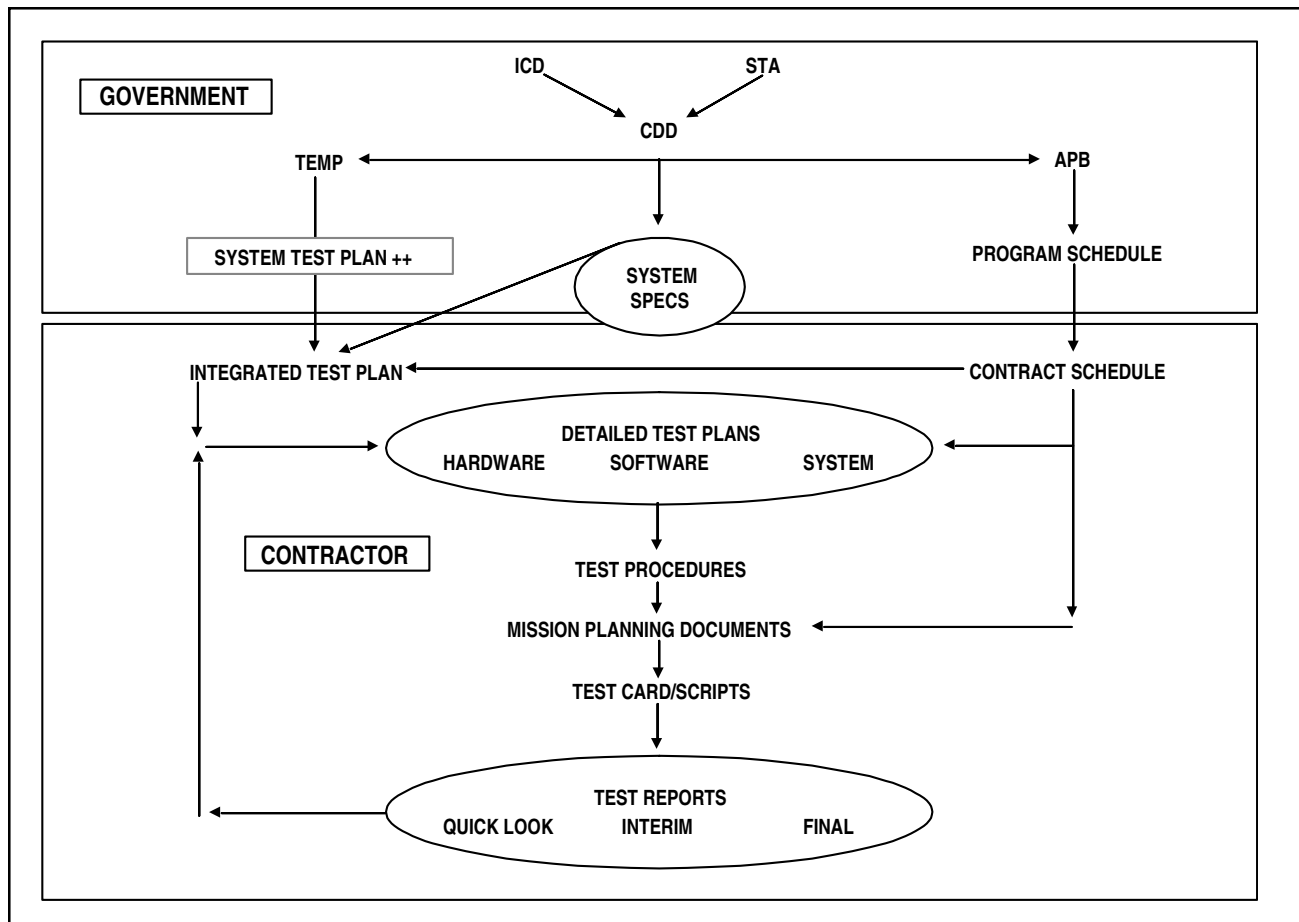 ICD
STA
GOVERNMENT
CDD
TEMP
APB
SYSTEM TEST PLAN ++
PROGRAM SCHEDULE
SYSTEM
SPECS
INTEGRATED TEST PLAN
CONTRACT SCHEDULE
DETAILED TEST PLANS
HARDWARE SOFTWARE SYSTEM
CONTRACTOR
TEST PROCEDURES
MISSION PLANNING DOCUMENTS
TEST CARD/SCRIPTS
TEST REPORTS
QUICK LOOK INTERIM FINAL